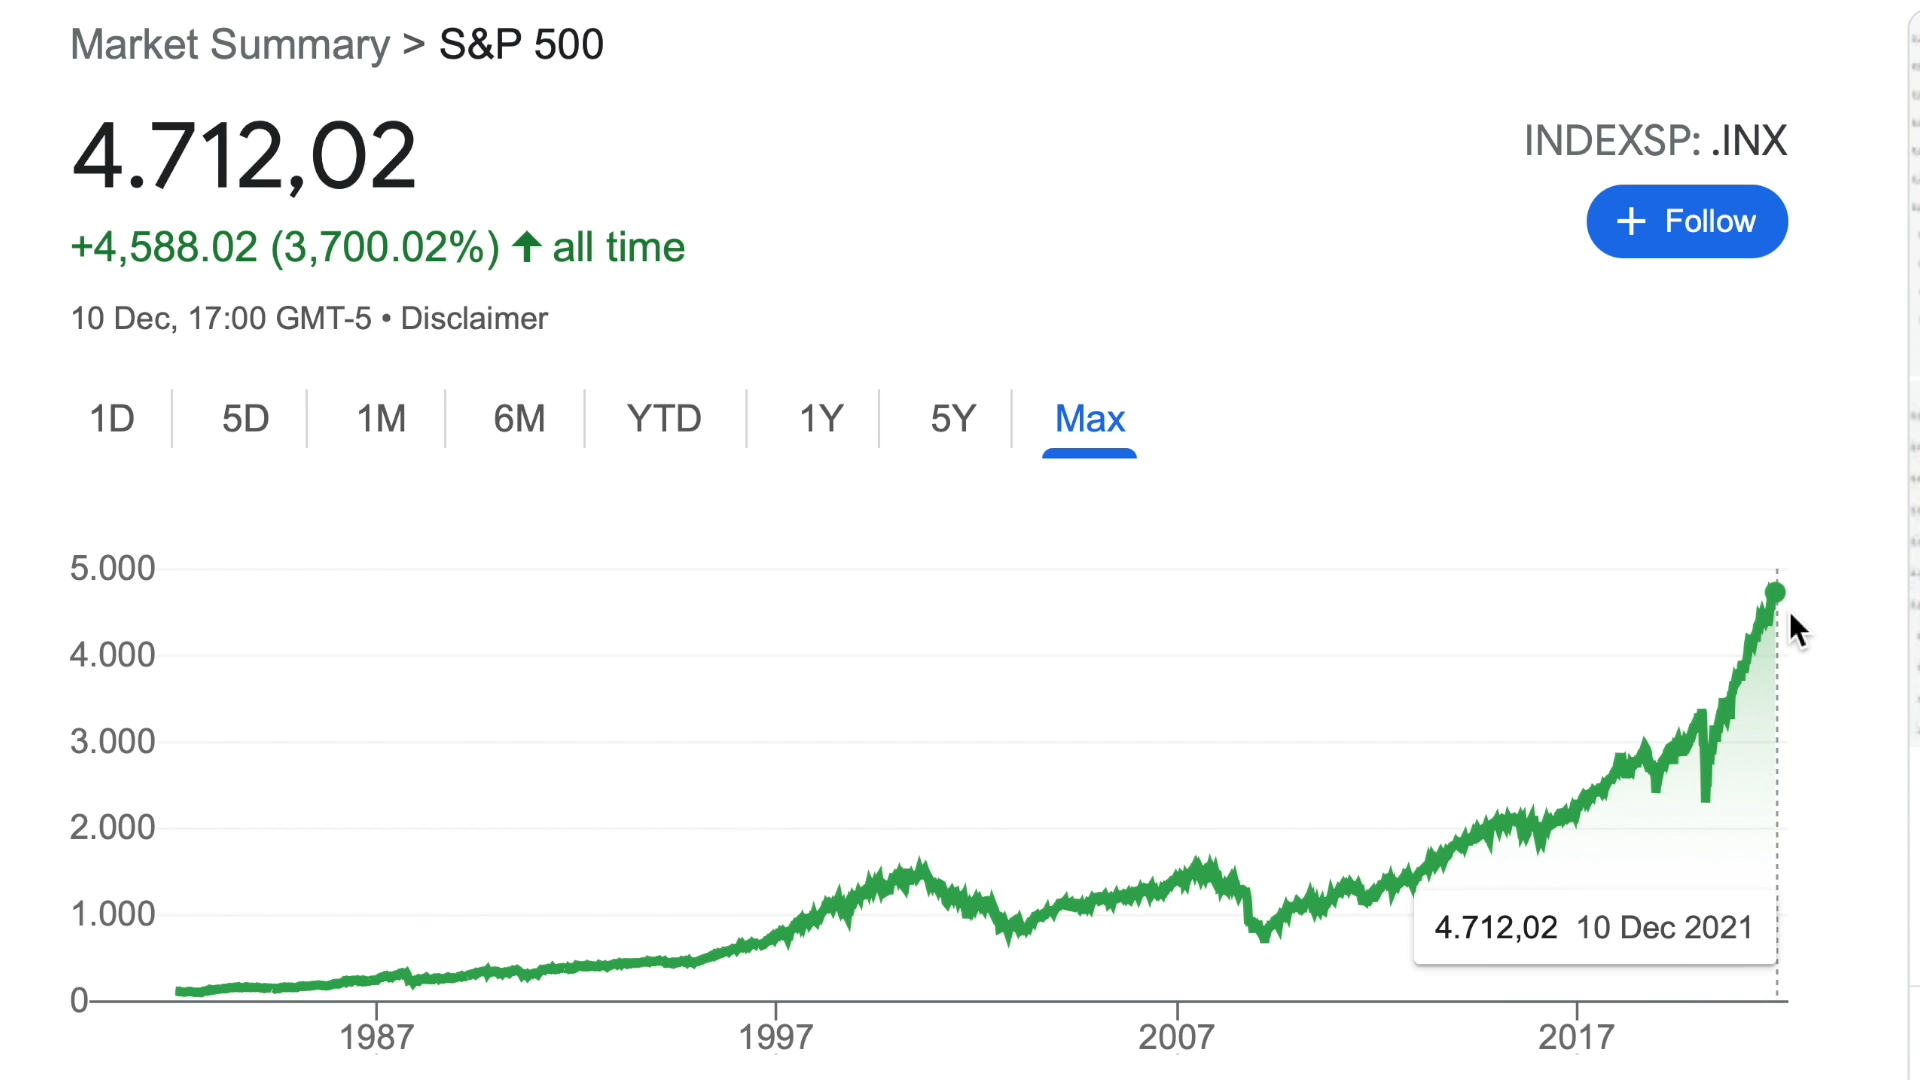 Market Summary > S&P 500
4.712,02
INDEXSP: .INX
+4,588.02 (3,700.02%) ↑ all time
+ Follow
10 Dec, 17:00 GMT-5 • Disclaimer
1D 5D 1M 6M YTD 1Y 5Y Max
5.000
4.000
3.000
2.000
1.000
4.712,02 10 Dec 2021
0
1987 1997 2007 2017